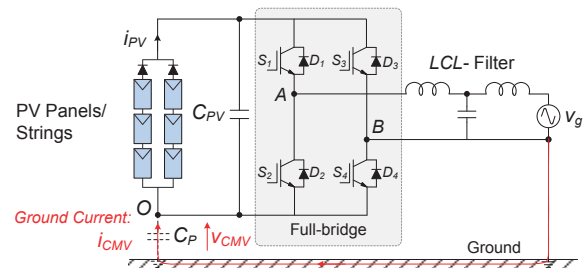 i_PV
PV Panels/
Strings
C_PV
S_1
D_1
S_3
D_3
LCL- Filter
A
B
v_g
S_2
D_2
S_4
D_4
O
Full-bridge
Ground Current:
i_CMV
C_P
v_CMV
Ground